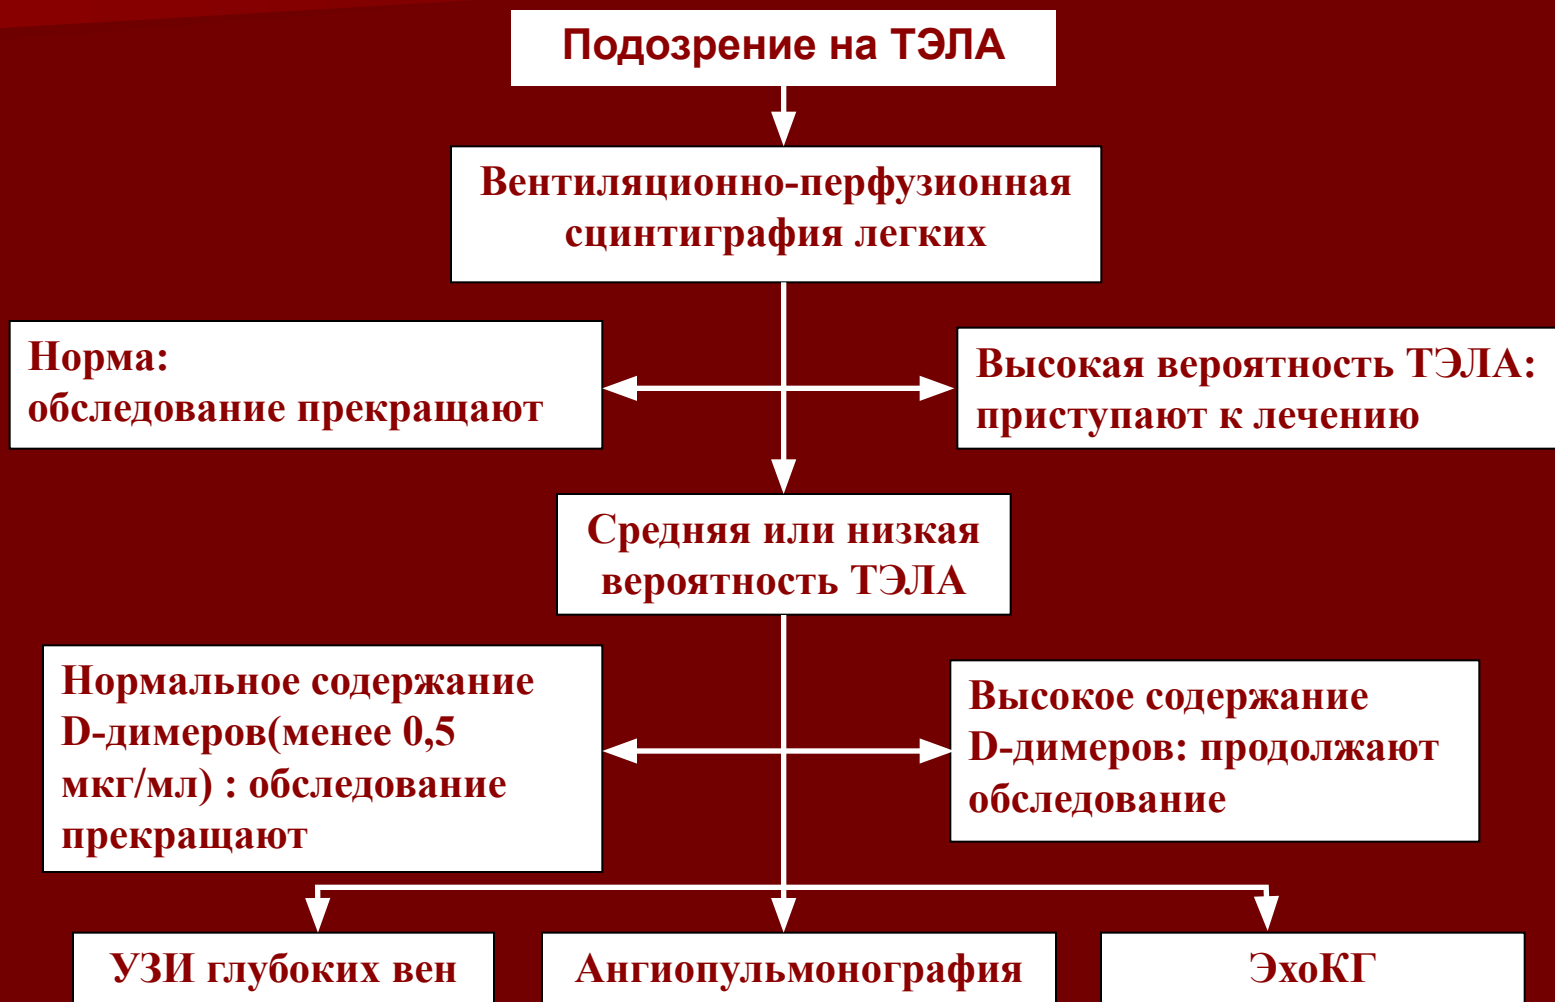 Подозрение на ТЭЛА
Вентиляционно-перфузионная
сцинтиграфия легких
Норма:
обследование прекращают
Высокая вероятность ТЭЛА:
приступают к лечению
Средняя или низкая
вероятность ТЭЛА
Нормальное содержание
D-димеров(менее 0,5
мкг/мл) : обследование
прекращают
Высокое содержание
D-димеров: продолжают
обследование
УЗИ глубоких вен
Ангиопульмонография
ЭхоКГ